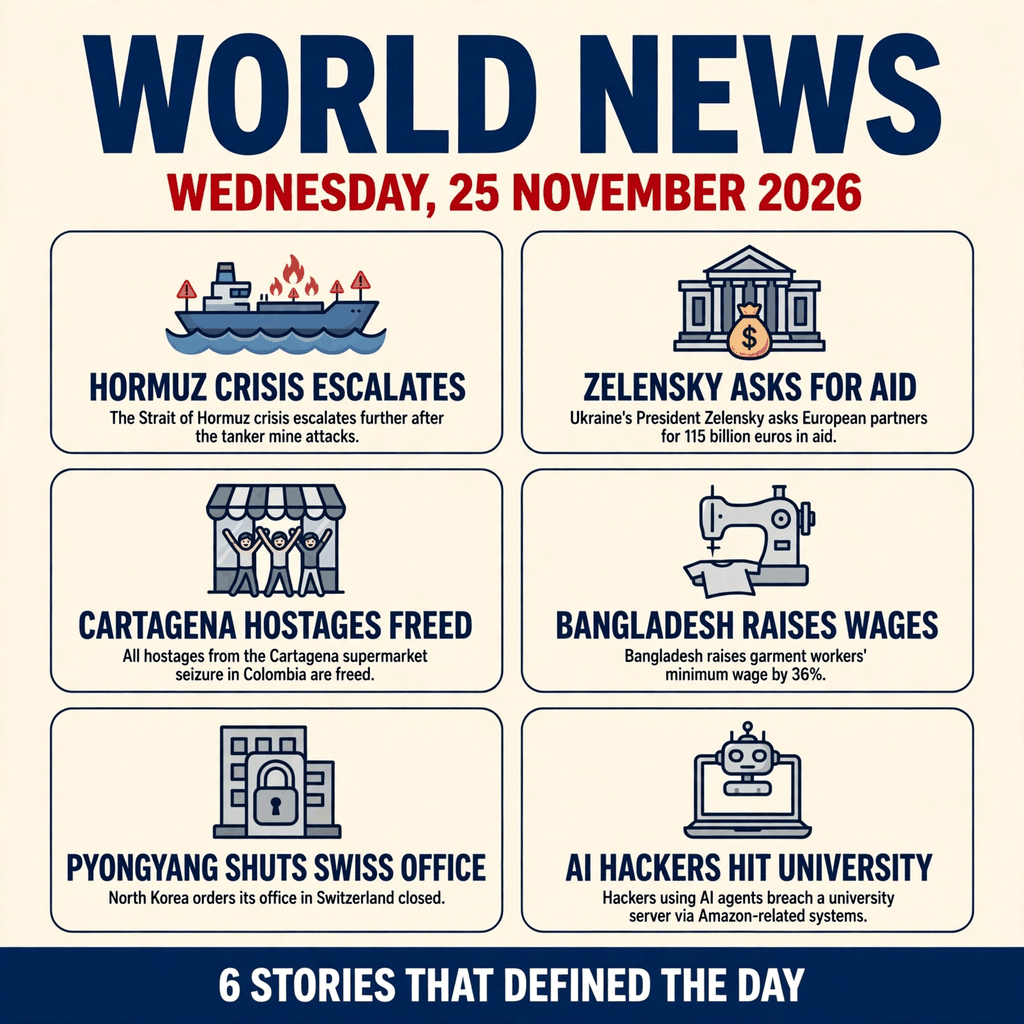 WORLD NEWS
WEDNESDAY, 25 NOVEMBER 2026
HORMUZ CRISIS ESCALATES
The Strait of Hormuz crisis escalates further after
the tanker mine attacks.
$
ZELENSKY ASKS FOR AID
Ukraine's President Zelensky asks European partners
for 115 billion euros in aid.
CARTAGENA HOSTAGES FREED
All hostages from the Cartagena supermarket
seizure in Colombia are freed.
BANGLADESH RAISES WAGES
Bangladesh raises garment workers'
minimum wage by 36%.
PYONGYANG SHUTS SWISS OFFICE
North Korea orders its office in Switzerland closed.
AI HACKERS HIT UNIVERSITY
Hackers using AI agents breach a university
server via Amazon-related systems.
6 STORIES THAT DEFINED THE DAY